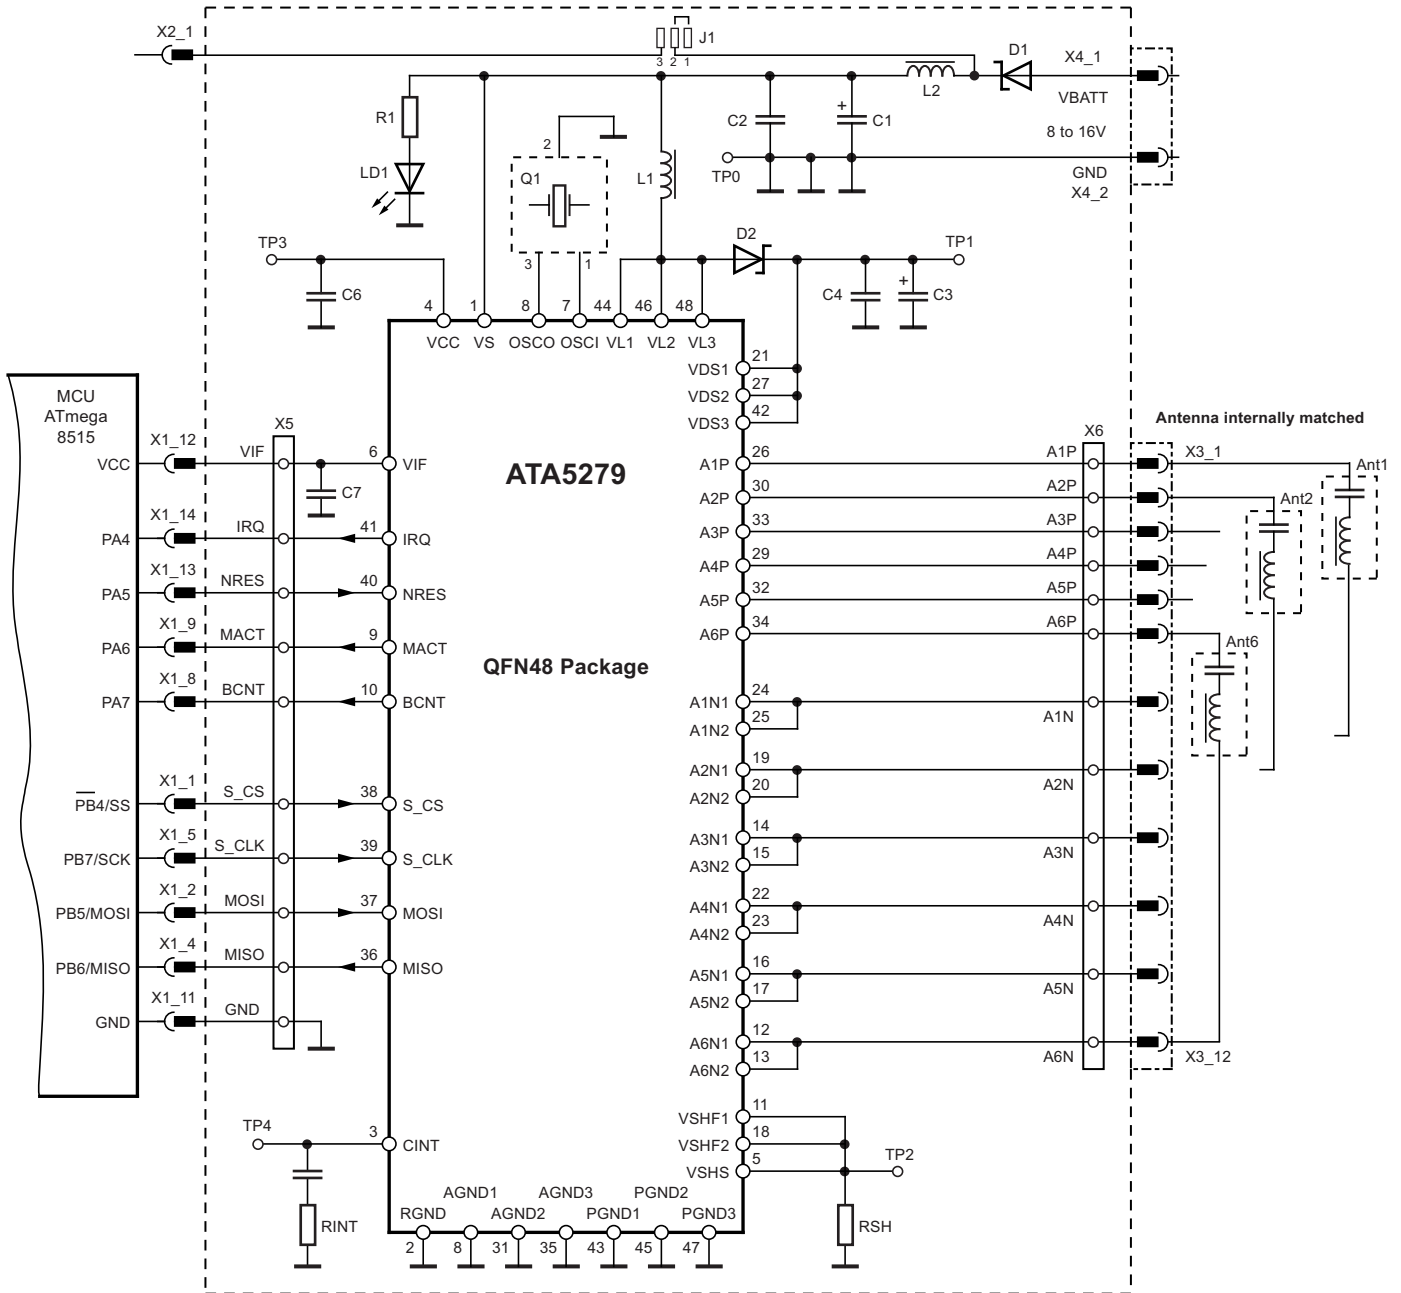 X2_1
J1
3 2 1
D1
X4_1
L2
VBATT
R1
C2
+
C1
8 to 16V
2
LD1
Q1
L1
TP0
GND
X4_2
TP3
D2
TP1
3
1
C6
C4
+
C3
4 1 8 7 44 46 48
VCC VS OSCO OSCI VL1 VL2 VL3
21
VDS1
27
VDS2
42
VDS3
MCU
ATmega
8515
X5
X6
Antenna internally matched
X1_12
VIF
6
VCC
VIF
ATA5279
26
A1P
A1P
X3_1
Ant1
C7
30
A2P
A2P
Ant2
X1_14
IRQ
41
PA4
IRQ
33
A3P
A3P
29
A4P
A4P
X1_13
NRES
40
PA5
NRES
32
A5P
A5P
X1_9
MACT
9
PA6
MACT
34
A6P
A6P
Ant6
QFN48 Package
X1_8
BCNT
10
PA7
BCNT
24
A1N1
25
A1N2
A1N
19
A2N1
20
A2N2
A2N
X1_1
S_CS
38
PB4/SS
S_CS
14
A3N1
15
A3N2
A3N
X1_5
S_CLK
39
PB7/SCK
S_CLK
X1_2
MOSI
37
PB5/MOSI
MOSI
22
A4N1
23
A4N2
A4N
X1_4
MISO
36
PB6/MISO
MISO
16
A5N1
17
A5N2
A5N
X1_11
GND
GND
12
A6N1
13
A6N2
A6N
X3_12
11
VSHF1
18
VSHF2
5
VSHS
TP2
TP4
3
CINT
AGND1 AGND3 PGND2
RGND AGND2 PGND1 PGND3
RINT
RSH
2 8 31 35 43 45 47